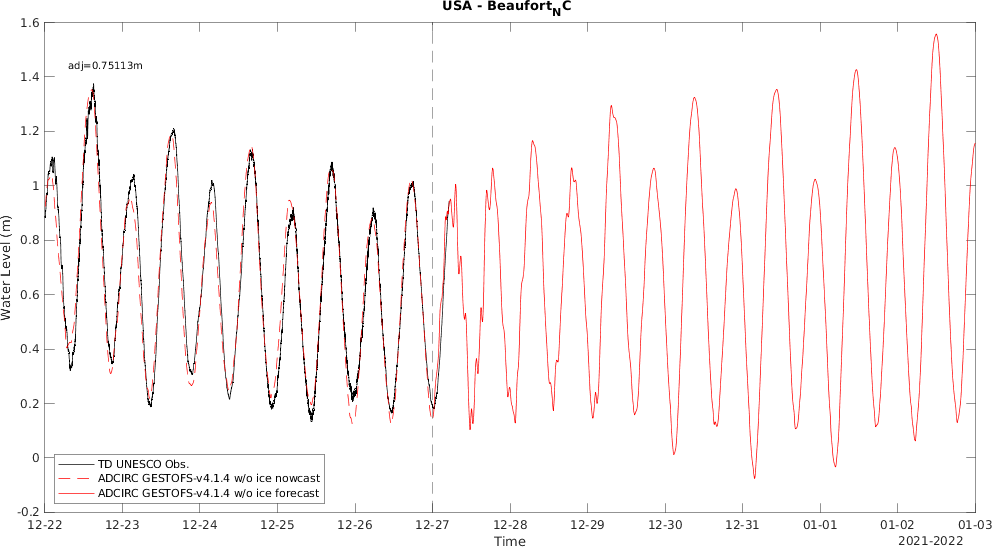 USA - Beaufort_NC
adj=0.75113m
1.6
1.4
1.2
1
0.8
0.6
0.4
0.2
0
-0.2
Water Level (m)
TD UNESCO Obs.
ADCIRC GESTOFS-v4.1.4 w/o ice nowcast
ADCIRC GESTOFS-v4.1.4 w/o ice forecast
12-22 12-23 12-24 12-25 12-26 12-27 12-28 12-29 12-30 12-31 01-01 01-02 01-03
Time
2021-2022